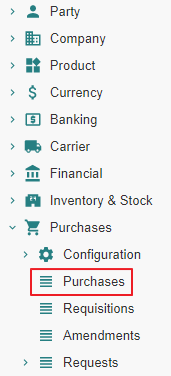 Party
Company
Product
Currency
Banking
Carrier
Financial
Inventory & Stock
Purchases
Configuration
Purchases
Requisitions
Amendments
Requests